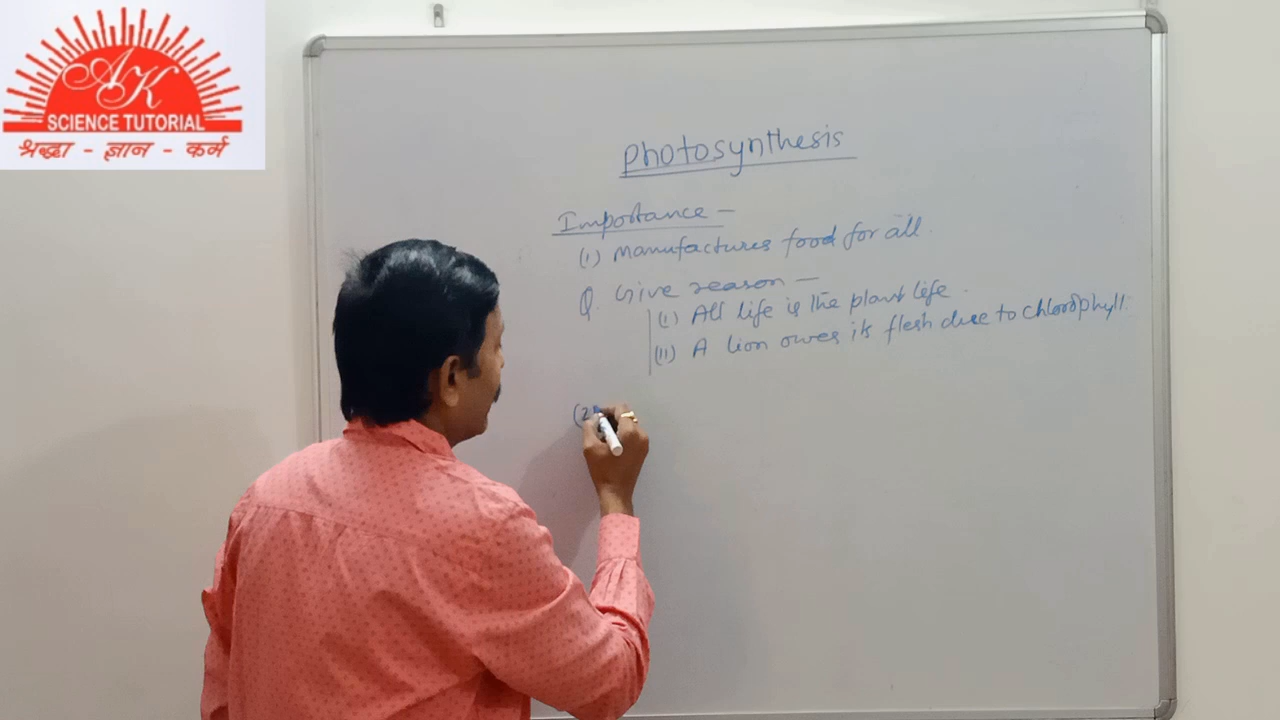 AK
SCIENCE TUTORIAL
श्रद्धा - ज्ञान - कर्म
Photosynthesis
Importance -
(1) Manufactures food for all.
Q. Give reason -
(i) All life is the plant life.
(ii) A lion owes its flesh due to chlorophyll.
(2